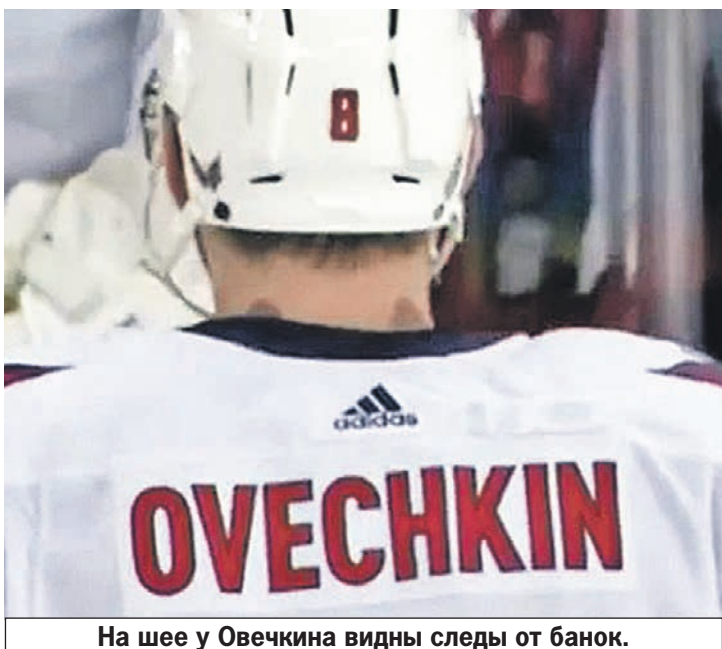 8
adidas
OVECHKIN
На шее у Овечкина видны следы от банок.